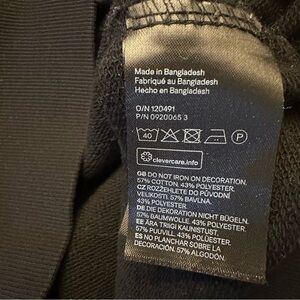 Made in Bangladesh
Fabriqué au Bangladesh
Hecho en Bangladesh
O/N 120491
P/N 0920065 3
40 P
clevercare.info
GB DO NOT IRON ON DECORATION.
57% COTTON, 43% POLYESTER.
CZ ROZŽEHLETE DO PŮVODNÍ
VELIKOSTI. 57% BAVLNA,
43% POLYESTER.
DE DIE DEKORATION NICHT BÜGELN.
57% BAUMWOLLE, 43% POLYESTER.
EE ÄRA TRIIGI KAUNISTUST.
57% PUUVILL, 43% POLÜESTER.
ES NO PLANCHAR SOBRE LA
DECORACIÓN. 57% ALGODÓN,